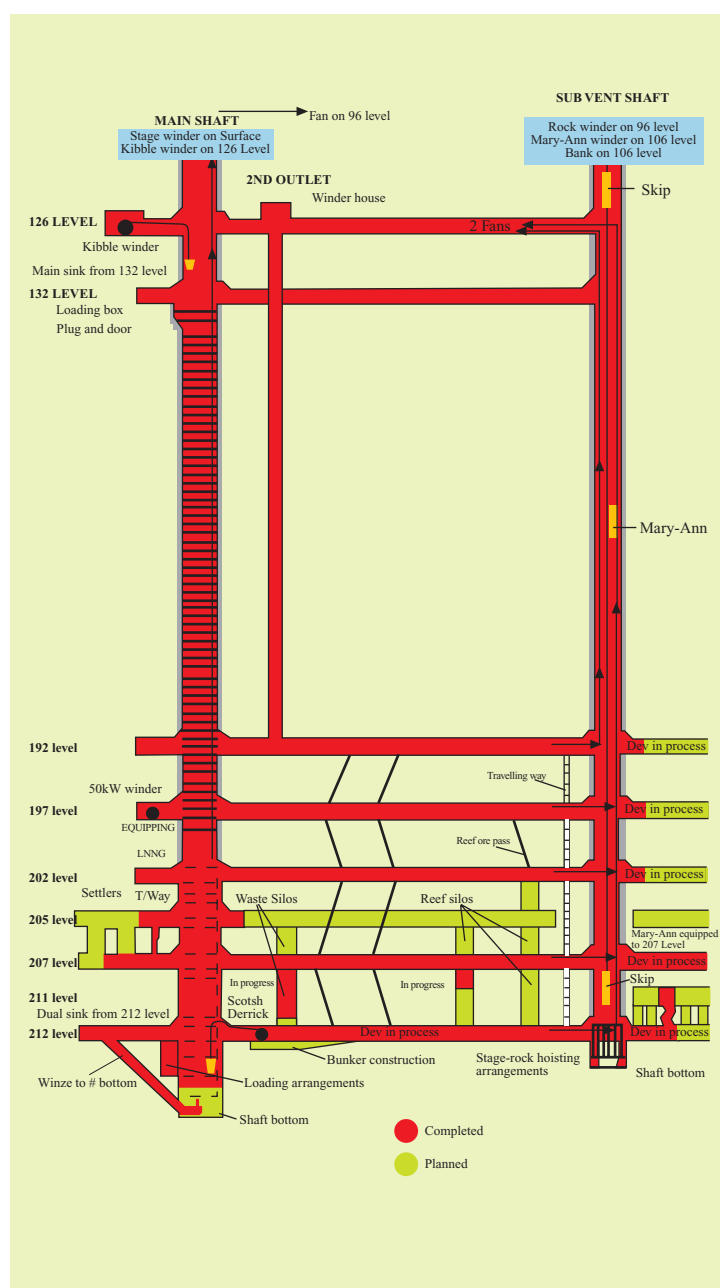 Fan on 96 level
MAIN SHAFT
Stage winder on Surface
Kibble winder on 126 Level
SUB VENT SHAFT
Rock winder on 96 level
Mary-Ann winder on 106 level
Bank on 106 level
2ND OUTLET
Winder house
Skip
126 LEVEL
2 Fans
Kibble winder
Main sink from 132 level
132 LEVEL
Loading box
Plug and door
Mary-Ann
192 level
Dev in process
Travelling way
50kW winder
197 level
Dev in process
EQUIPPING
LNNG
Reef ore pass
202 level
Dev in process
Settlers
T/Way
Waste Silos
Reef silos
205 level
Mary-Ann equipped
to 207 Level
207 level
Dev in process
In progress
In progress
Skip
211 level
Scotsh
Derrick
Dual sink from 212 level
212 level
Dev in process
Dev in process
Bunker construction
Stage-rock hoisting
arrangements
Shaft bottom
Winze to # bottom
Loading arrangements
Shaft bottom
Completed
Planned